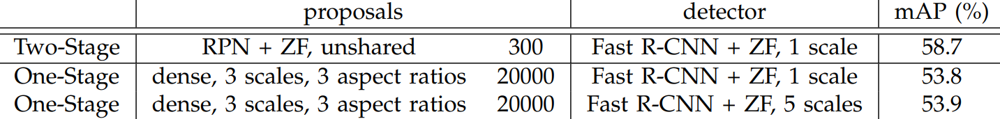 proposals detector mAP (%)
Two-Stage RPN + ZF, unshared 300 Fast R-CNN + ZF, 1 scale 58.7
One-Stage dense, 3 scales, 3 aspect ratios 20000 Fast R-CNN + ZF, 1 scale 53.8
One-Stage dense, 3 scales, 3 aspect ratios 20000 Fast R-CNN + ZF, 5 scales 53.9